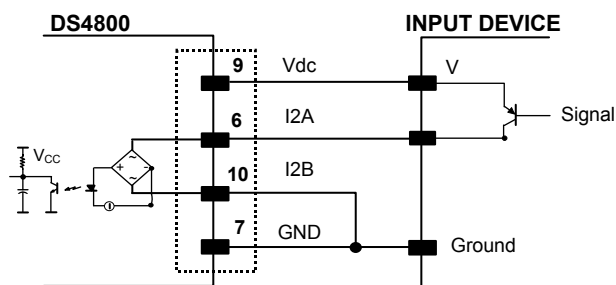 DS4800
INPUT DEVICE
9 Vdc V
6 I2A
Signal
VCC
+ ~ ~ -
10 I2B
7 GND Ground